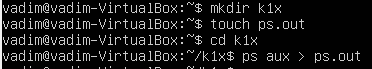 vadim@vadim-VirtualBox:~$ mkdir k1x
vadim@vadim-VirtualBox:~$ touch ps.out
vadim@vadim-VirtualBox:~$ cd k1x
vadim@vadim-VirtualBox:~/k1x$ ps aux > ps.out